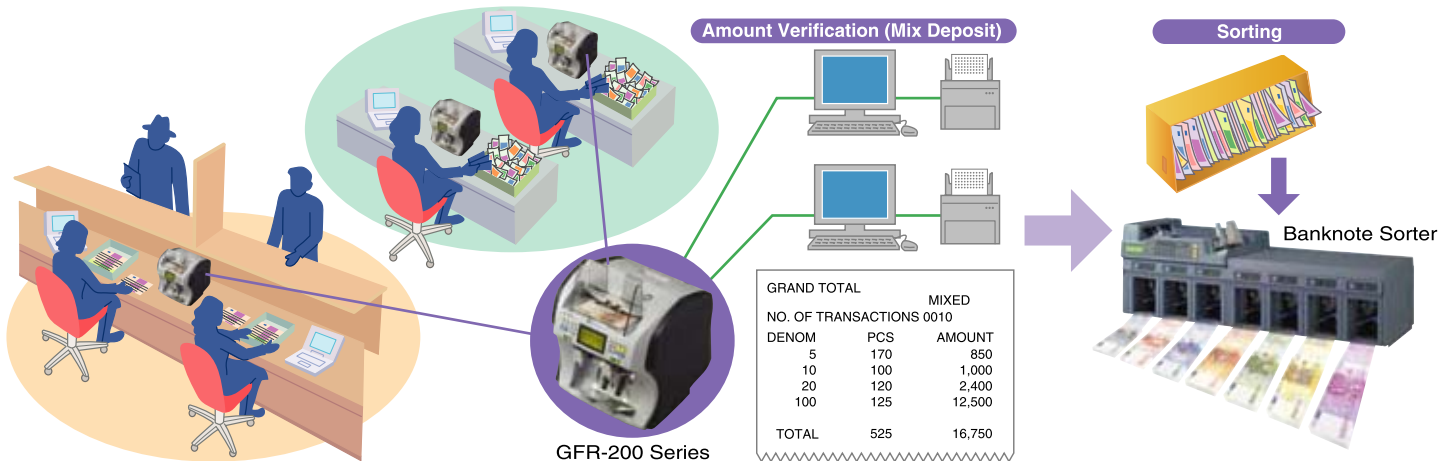 Amount Verification (Mix Deposit)
Sorting
Banknote Sorter
GRAND TOTAL
MIXED
NO. OF TRANSACTIONS 0010
DENOM PCS AMOUNT
5 170 850
10 100 1,000
20 120 2,400
100 125 12,500
TOTAL 525 16,750
GFR-200 Series